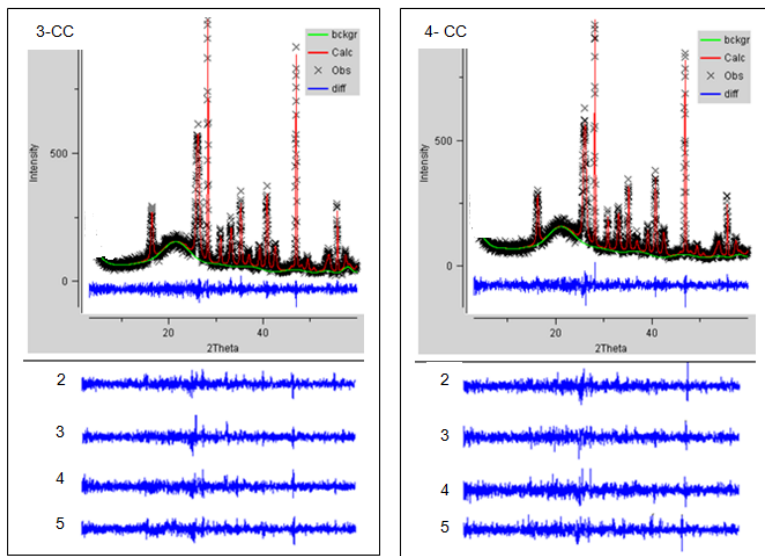 3-CC
bckgr
Calc
Obs
diff
Intensity
500
0
20
40
2Theta
2
3
4
5
4- CC
bckgr
Calc
Obs
diff
Intensity
500
0
20
40
2Theta
2
3
4
5